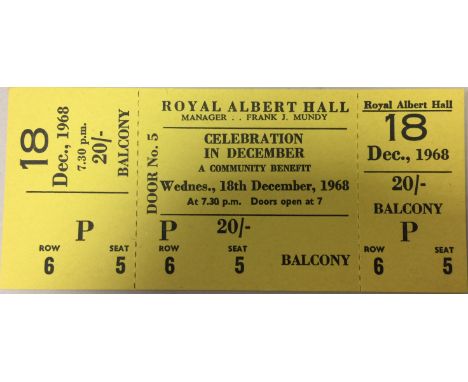 18
Dec., 1968
7.30 p.m.
20/-
BALCONY
P
ROW SEAT
6 5
DOOR No. 5
ROYAL ALBERT HALL
MANAGER . . FRANK J. MUNDY
CELEBRATION
IN DECEMBER
A COMMUNITY BENEFIT
Wednes., 18th December, 1968
At 7.30 p.m. Doors open at 7
P 20/-
ROW SEAT
6 5 BALCONY
Royal Albert Hall
18
Dec., 1968
20/-
BALCONY
P
ROW SEAT
6 5